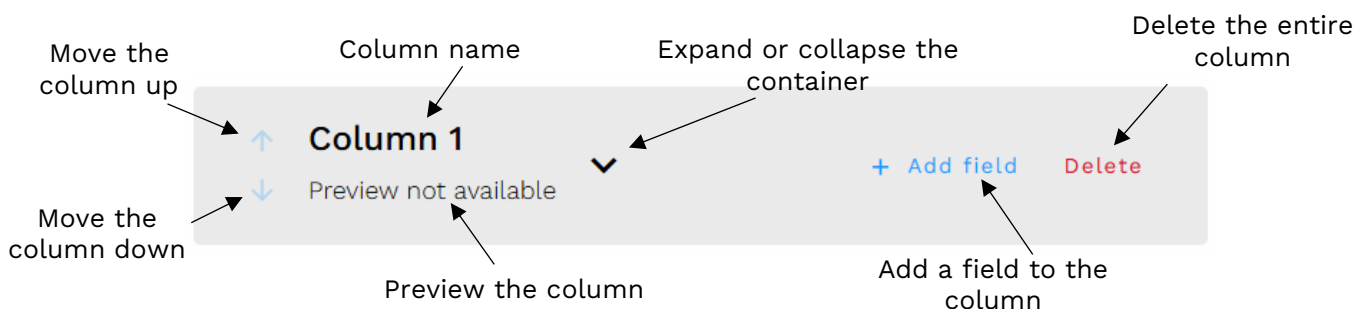 Delete the entire
column
Move the
column up
Column name
Expand or collapse the
container
Column 1
Preview not available
+ Add field
Delete
Move the
column down
Preview the column
Add a field to the
column